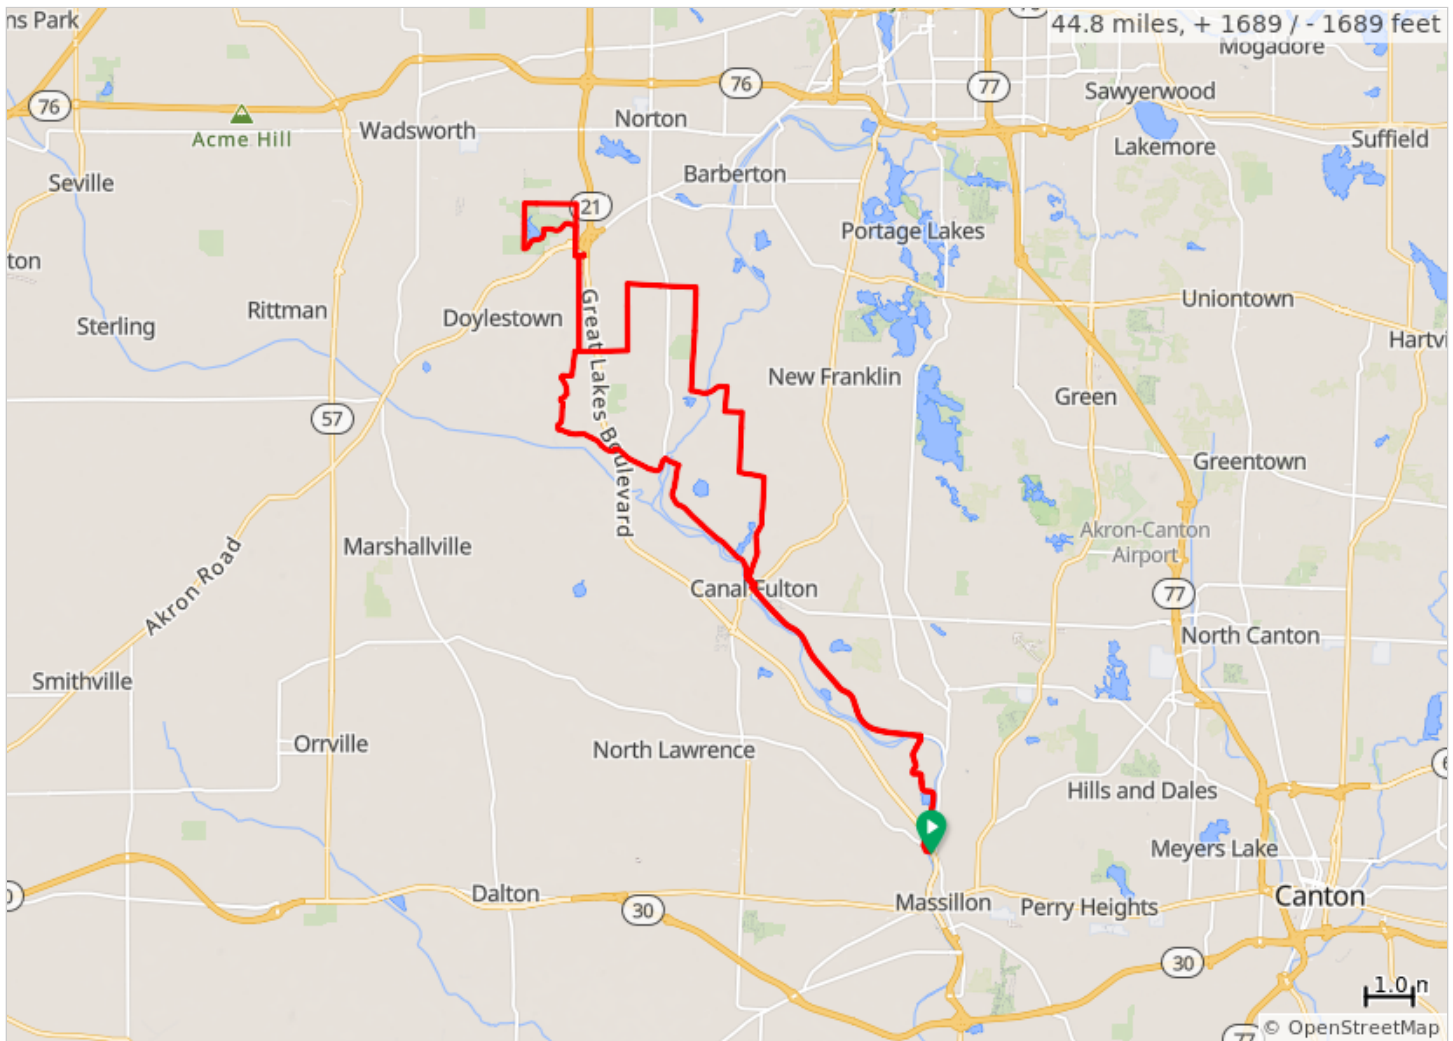 ns Park
44.8 miles, + 1689 / - 1689 feet
Mogadore
76
77
Sawyerwood
76
Acme Hill
Wadsworth
Norton
Lakemore
Suffield
Seville
Barberton
21
Portage Lakes
ton
Sterling
Rittman
Doylestown
Great Lakes Boulevard
Uniontown
Hartvi
57
New Franklin
Green
Greentown
Akron Road
Marshallville
Akron-Canton
Airport
Canal Fulton
77
North Canton
Smithville
Orrville
North Lawrence
Hills and Dales
6
Meyers Lake
0
Dalton
30
Massillon
Perry Heights
Canton
30
1.0 n
77
© OpenStreetMap